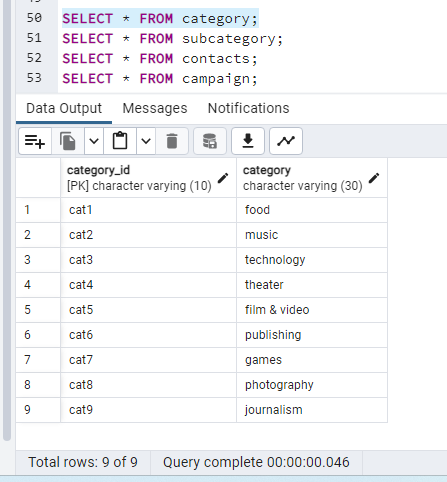 50 SELECT * FROM category;
51 SELECT * FROM subcategory;
52 SELECT * FROM contacts;
53 SELECT * FROM campaign;
Data Output Messages Notifications
category_id category
[PK] character varying (10) character varying (30)
1 cat1 food
2 cat2 music
3 cat3 technology
4 cat4 theater
5 cat5 film & video
6 cat6 publishing
7 cat7 games
8 cat8 photography
9 cat9 journalism
Total rows: 9 of 9 Query complete 00:00:00.046